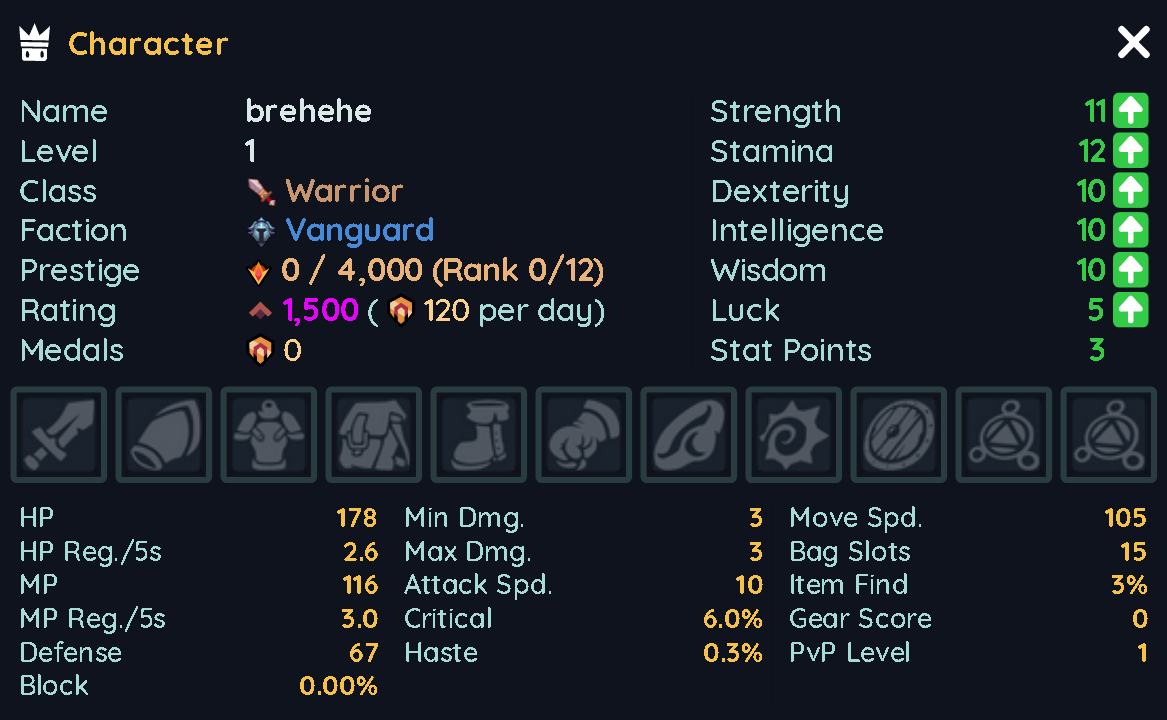 Character
Name brehehe
Level 1
Class Warrior
Faction Vanguard
Prestige 0 / 4,000 (Rank 0/12)
Rating 1,500 ( 120 per day)
Medals 0
Strength 11
Stamina 12
Dexterity 10
Intelligence 10
Wisdom 10
Luck 5
Stat Points 3
HP 178
HP Reg./5s 2.6
MP 116
MP Reg./5s 3.0
Defense 67
Block 0.00%
Min Dmg. 3
Max Dmg. 3
Attack Spd. 10
Critical 6.0%
Haste 0.3%
Move Spd. 105
Bag Slots 15
Item Find 3%
Gear Score 0
PvP Level 1